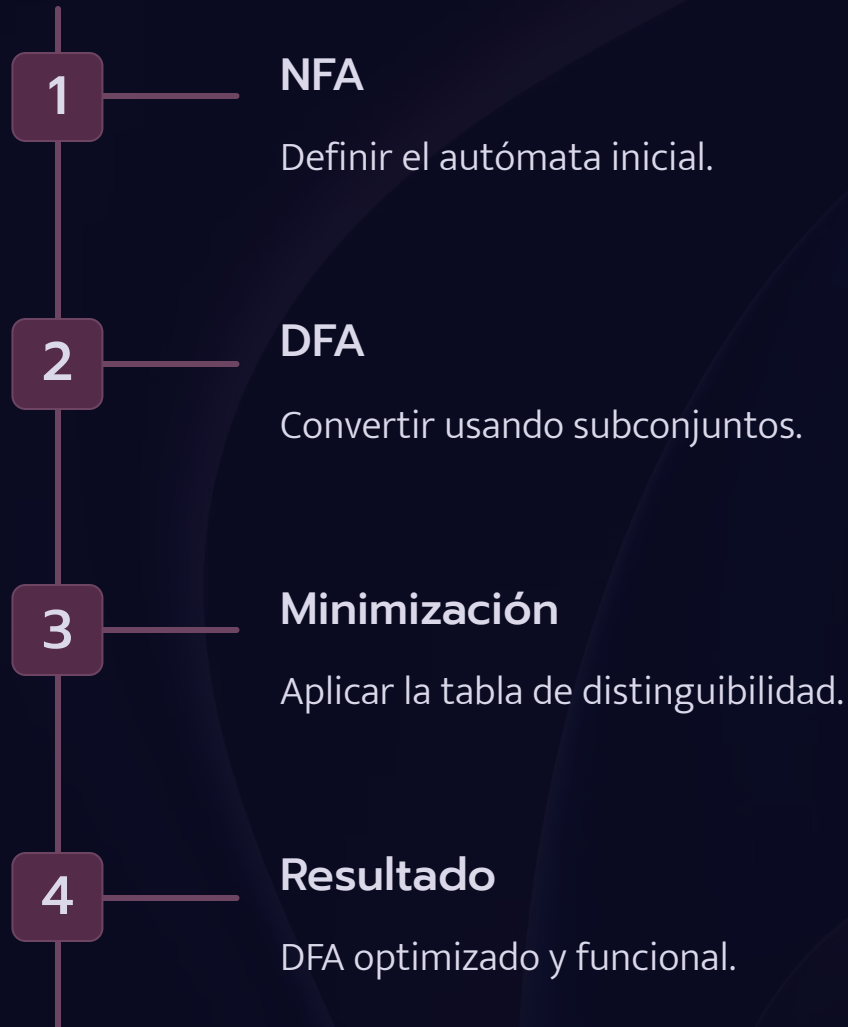 1
NFA
Definir el autómata inicial.
2
DFA
Convertir usando subconjuntos.
3
Minimización
Aplicar la tabla de distinguibilidad.
4
Resultado
DFA optimizado y funcional.